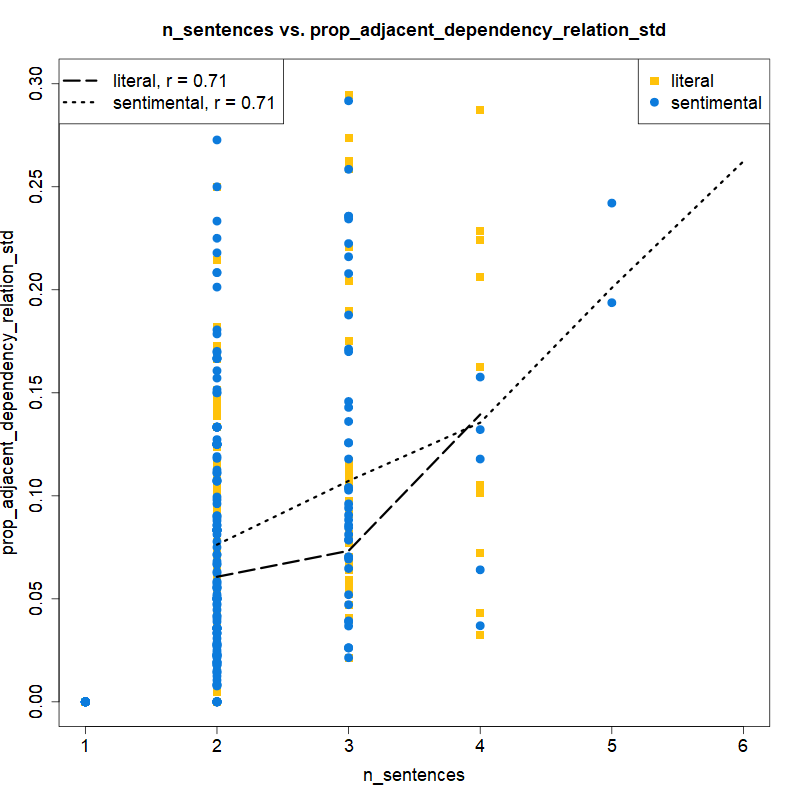 n_sentences vs. prop_adjacent_dependency_relation_std
literal, r = 0.71
sentimental, r = 0.71
literal
sentimental
prop_adjacent_dependency_relation_std
0.30
0.25
0.20
0.15
0.10
0.05
0.00
1 2 3 4 5 6
n_sentences